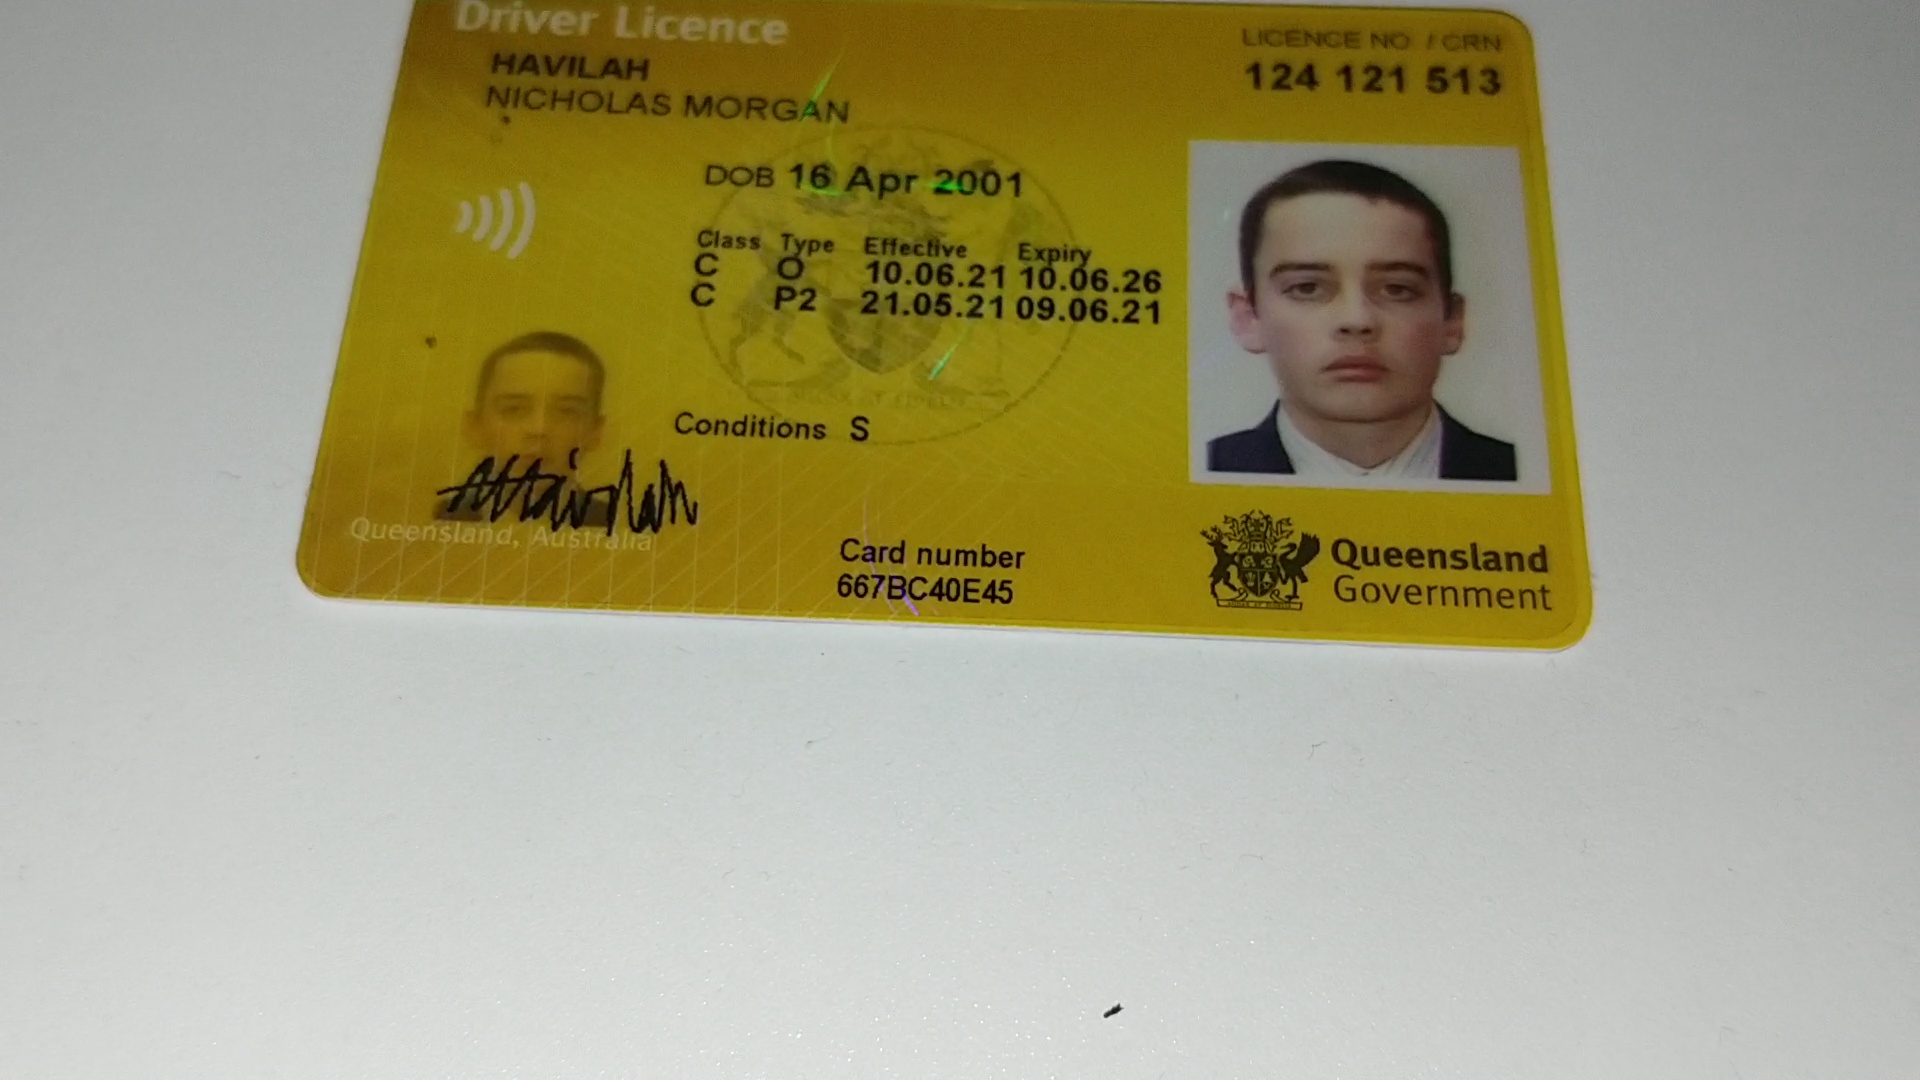 Driver Licence
LICENCE NO / CRN
HAVILAH
124 121 513
NICHOLAS MORGAN
DOB 16 Apr 2001
Class Type Effective Expiry
C O 10.06.21 10.06.26
C P2 21.05.21 09.06.21
Conditions S
Queensland, Australia
Card number
667BC40E45
Queensland
Government